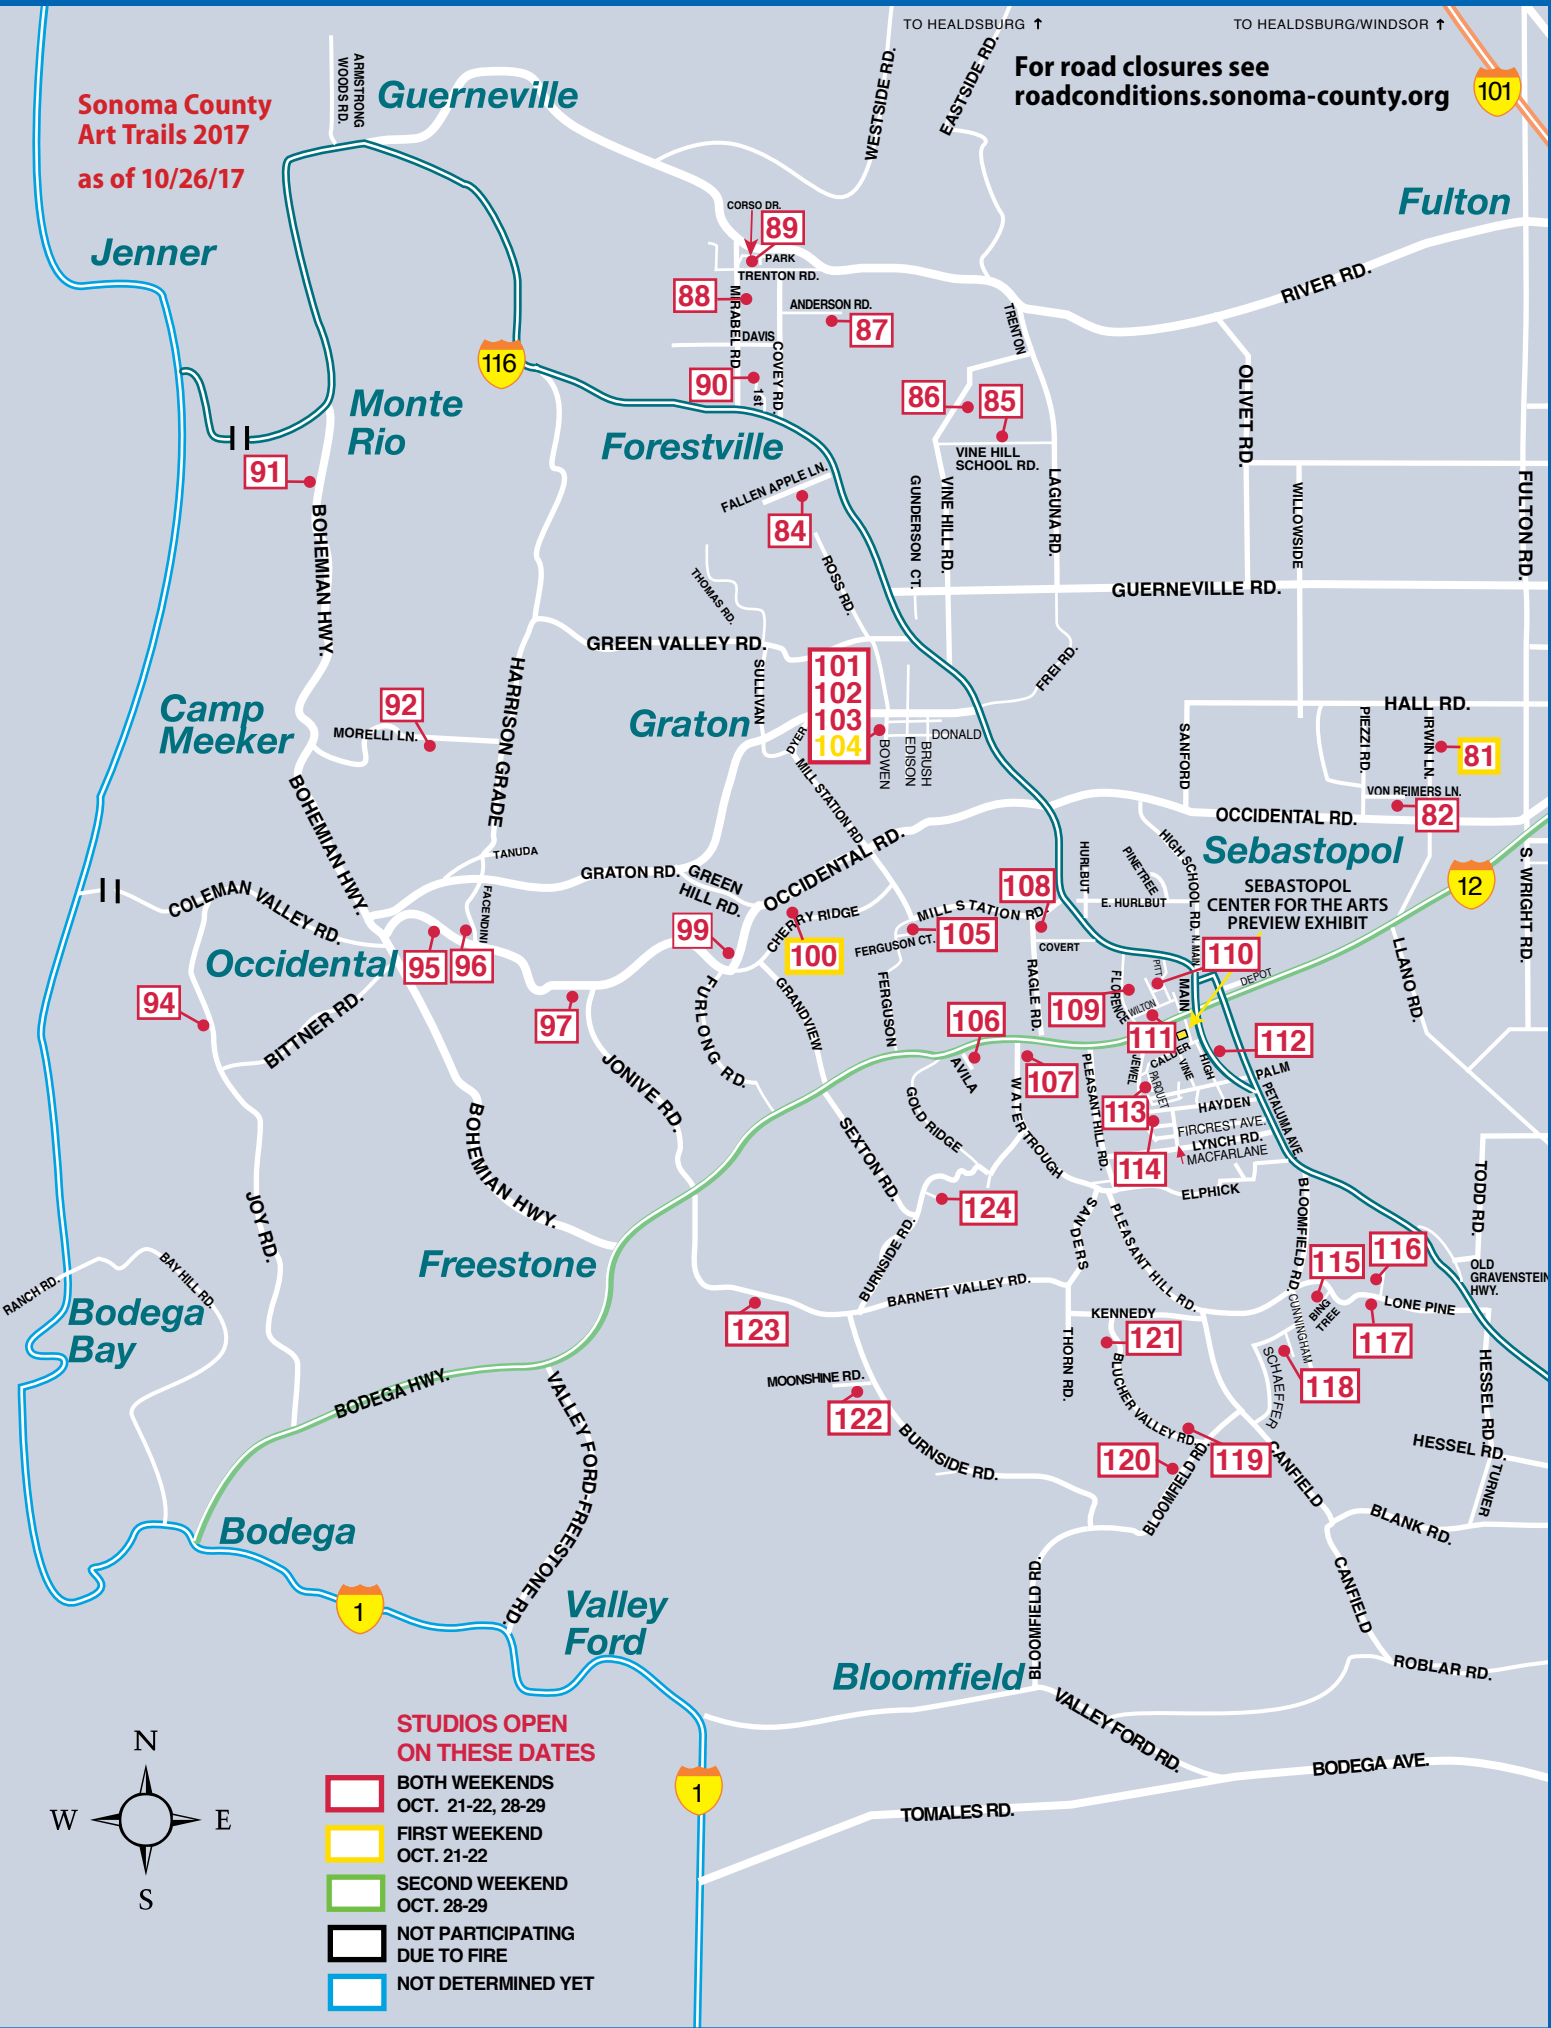 TO HEALDSBURG ↑
TO HEALDSBURG/WINDSOR ↑
For road closures see
roadconditions.sonoma-county.org
101
Sonoma County
Art Trails 2017
as of 10/26/17
ARMSTRONG
WOODS RD.
Guerneville
WESTSIDE RD.
EASTSIDE RD.
Fulton
Jenner
CORSO DR.
89
PARK
TRENTON RD.
RIVER RD.
88
MIRABEL RD
ANDERSON RD.
87
TRENTON
DAVIS
COVEY RD.
116
90
1st
86
85
OLIVET RD.
Monte
Rio
Forestville
VINE HILL
SCHOOL RD.
91
FALLEN APPLE LN.
84
GUNDERSON CT.
VINE HILL RD.
LAGUNA RD.
WILLOWSIDE
FULTON RD.
BOHEMIAN HWY.
THOMAS RD.
ROSS RD.
GUERNEVILLE RD.
GREEN VALLEY RD.
HARRISON GRADE
SULLIVAN
101
102
103
104
FREI RD.
Camp
Meeker
92
MORELLI LN.
Graton
DYER
BOWEN
EDISON
BRUSH
DONALD
HALL RD.
SANFORD
PIEZZI RD.
IRWIN LN.
81
VON REIMERS LN.
82
BOHEMIAN HWY.
MILL STATION RD.
OCCIDENTAL RD.
OCCIDENTAL RD.
TANUDA
GRATON RD.
GREEN
HILL RD.
HURLBUT
PINETREE
HIGH SCHOOL RD.
Sebastopol
12
S. WRIGHT RD.
SEBASTOPOL
CENTER FOR THE ARTS
PREVIEW EXHIBIT
COLEMAN VALLEY RD.
FACENDINI
CHERRY RIDGE
MILL STATION RD.
108
E. HURLBUT
N. MAIN
99
100
FERGUSON CT.
105
COVERT
LLANO RD.
Occidental
95
96
110
PITT
MAIN
DEPOT
94
BITTNER RD.
97
FURLONG RD.
GRANDVIEW
FERGUSON
RAGLE RD.
FLORENCE
109
WILTON
106
111
112
JONIVE RD.
AVILA
107
CALDER
JEWEL
VINE
HIGH
PALM
PARQUET
113
HAYDEN
PETALUMA AVE.
BOHEMIAN HWY.
GOLD RIDGE
WATER TROUGH
PLEASANT HILL RD.
FIRCREST AVE.
LYNCH RD.
MACFARLANE
114
SEXTON RD.
ELPHICK
TODD RD.
124
JOY RD.
BURNSIDE RD.
SANDERS
PLEASANT HILL RD.
BLOOMFIELD RD.
115
116
OLD
GRAVENSTEIN
HWY.
Freestone
RANCH RD.
BAY HILL RD.
Bodega
Bay
BARNETT VALLEY RD.
KENNEDY
CUNNINGHAM
BING
TREE
LONE PINE
123
THORN RD.
121
117
SCHAEFFER
118
HESSEL RD.
MOONSHINE RD.
122
BLUCHER VALLEY RD.
BODEGA HWY.
VALLEY FORD-FREESTONE RD.
BURNSIDE RD.
120
119
BLOOMFIELD RD.
CANFIELD
HESSEL RD.
TURNER
Bodega
BLANK RD.
1
Valley
Ford
BLOOMFIELD RD.
CANFIELD
Bloomfield
ROBLAR RD.
VALLEY FORD RD.
BODEGA AVE.
TOMALES RD.
1
N
W
E
S
STUDIOS OPEN
ON THESE DATES
BOTH WEEKENDS
OCT. 21-22, 28-29
FIRST WEEKEND
OCT. 21-22
SECOND WEEKEND
OCT. 28-29
NOT PARTICIPATING
DUE TO FIRE
NOT DETERMINED YET